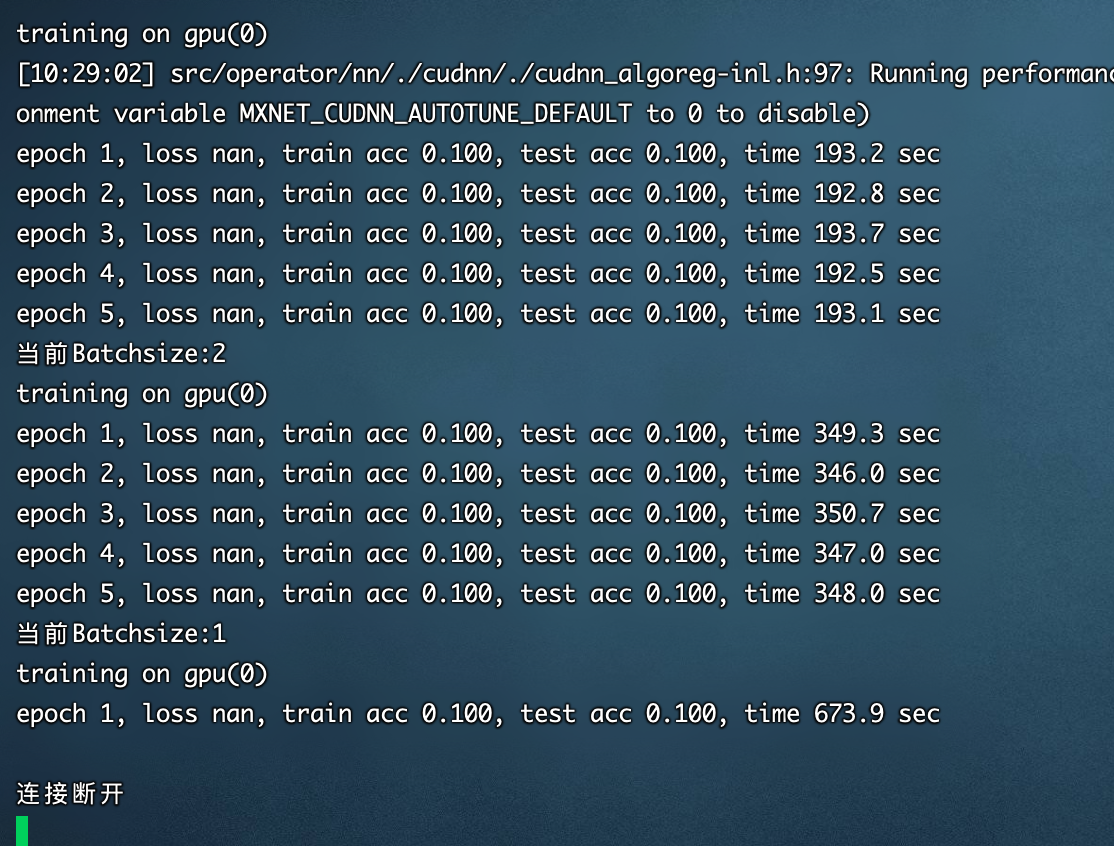 training on gpu(0)
[10:29:02] src/operator/nn/./cudnn/./cudnn_algoreg-inl.h:97: Running performanc
onment variable MXNET_CUDNN_AUTOTUNE_DEFAULT to 0 to disable)
epoch 1, loss nan, train acc 0.100, test acc 0.100, time 193.2 sec
epoch 2, loss nan, train acc 0.100, test acc 0.100, time 192.8 sec
epoch 3, loss nan, train acc 0.100, test acc 0.100, time 193.7 sec
epoch 4, loss nan, train acc 0.100, test acc 0.100, time 192.5 sec
epoch 5, loss nan, train acc 0.100, test acc 0.100, time 193.1 sec
当前Batchsize:2
training on gpu(0)
epoch 1, loss nan, train acc 0.100, test acc 0.100, time 349.3 sec
epoch 2, loss nan, train acc 0.100, test acc 0.100, time 346.0 sec
epoch 3, loss nan, train acc 0.100, test acc 0.100, time 350.7 sec
epoch 4, loss nan, train acc 0.100, test acc 0.100, time 347.0 sec
epoch 5, loss nan, train acc 0.100, test acc 0.100, time 348.0 sec
当前Batchsize:1
training on gpu(0)
epoch 1, loss nan, train acc 0.100, test acc 0.100, time 673.9 sec
连接断开